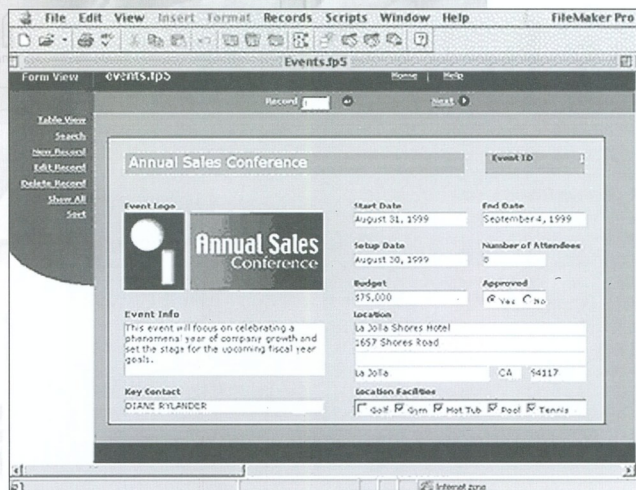 File Edit View Insert Format Records Scripts Window Help FileMaker Pro
Events.fp5
Form View events.fp5 Home | Help
Record 1 Next
Table View
Search
New Record
Edit Record
Delete Record
Show All
Sort
Annual Sales Conference
Event ID 1
Event Logo
Annual Sales
Conference
Start Date End Date
August 31, 1999 September 4, 1999
Setup Date Number of Attendees
August 30, 1999 0
Budget Approved
$75,000 Yes No
Event Info
This event will focus on celebrating a
phenomenal year of company growth and
set the stage for the upcoming fiscal year
goals.
Key Contact
DIANE RYLANDER
Location
La Jolla Shores Hotel
1657 Shores Road
La Jolla CA 94117
Location Facilities
Golf Gym Hot Tub Pool Tennis
Internet zone